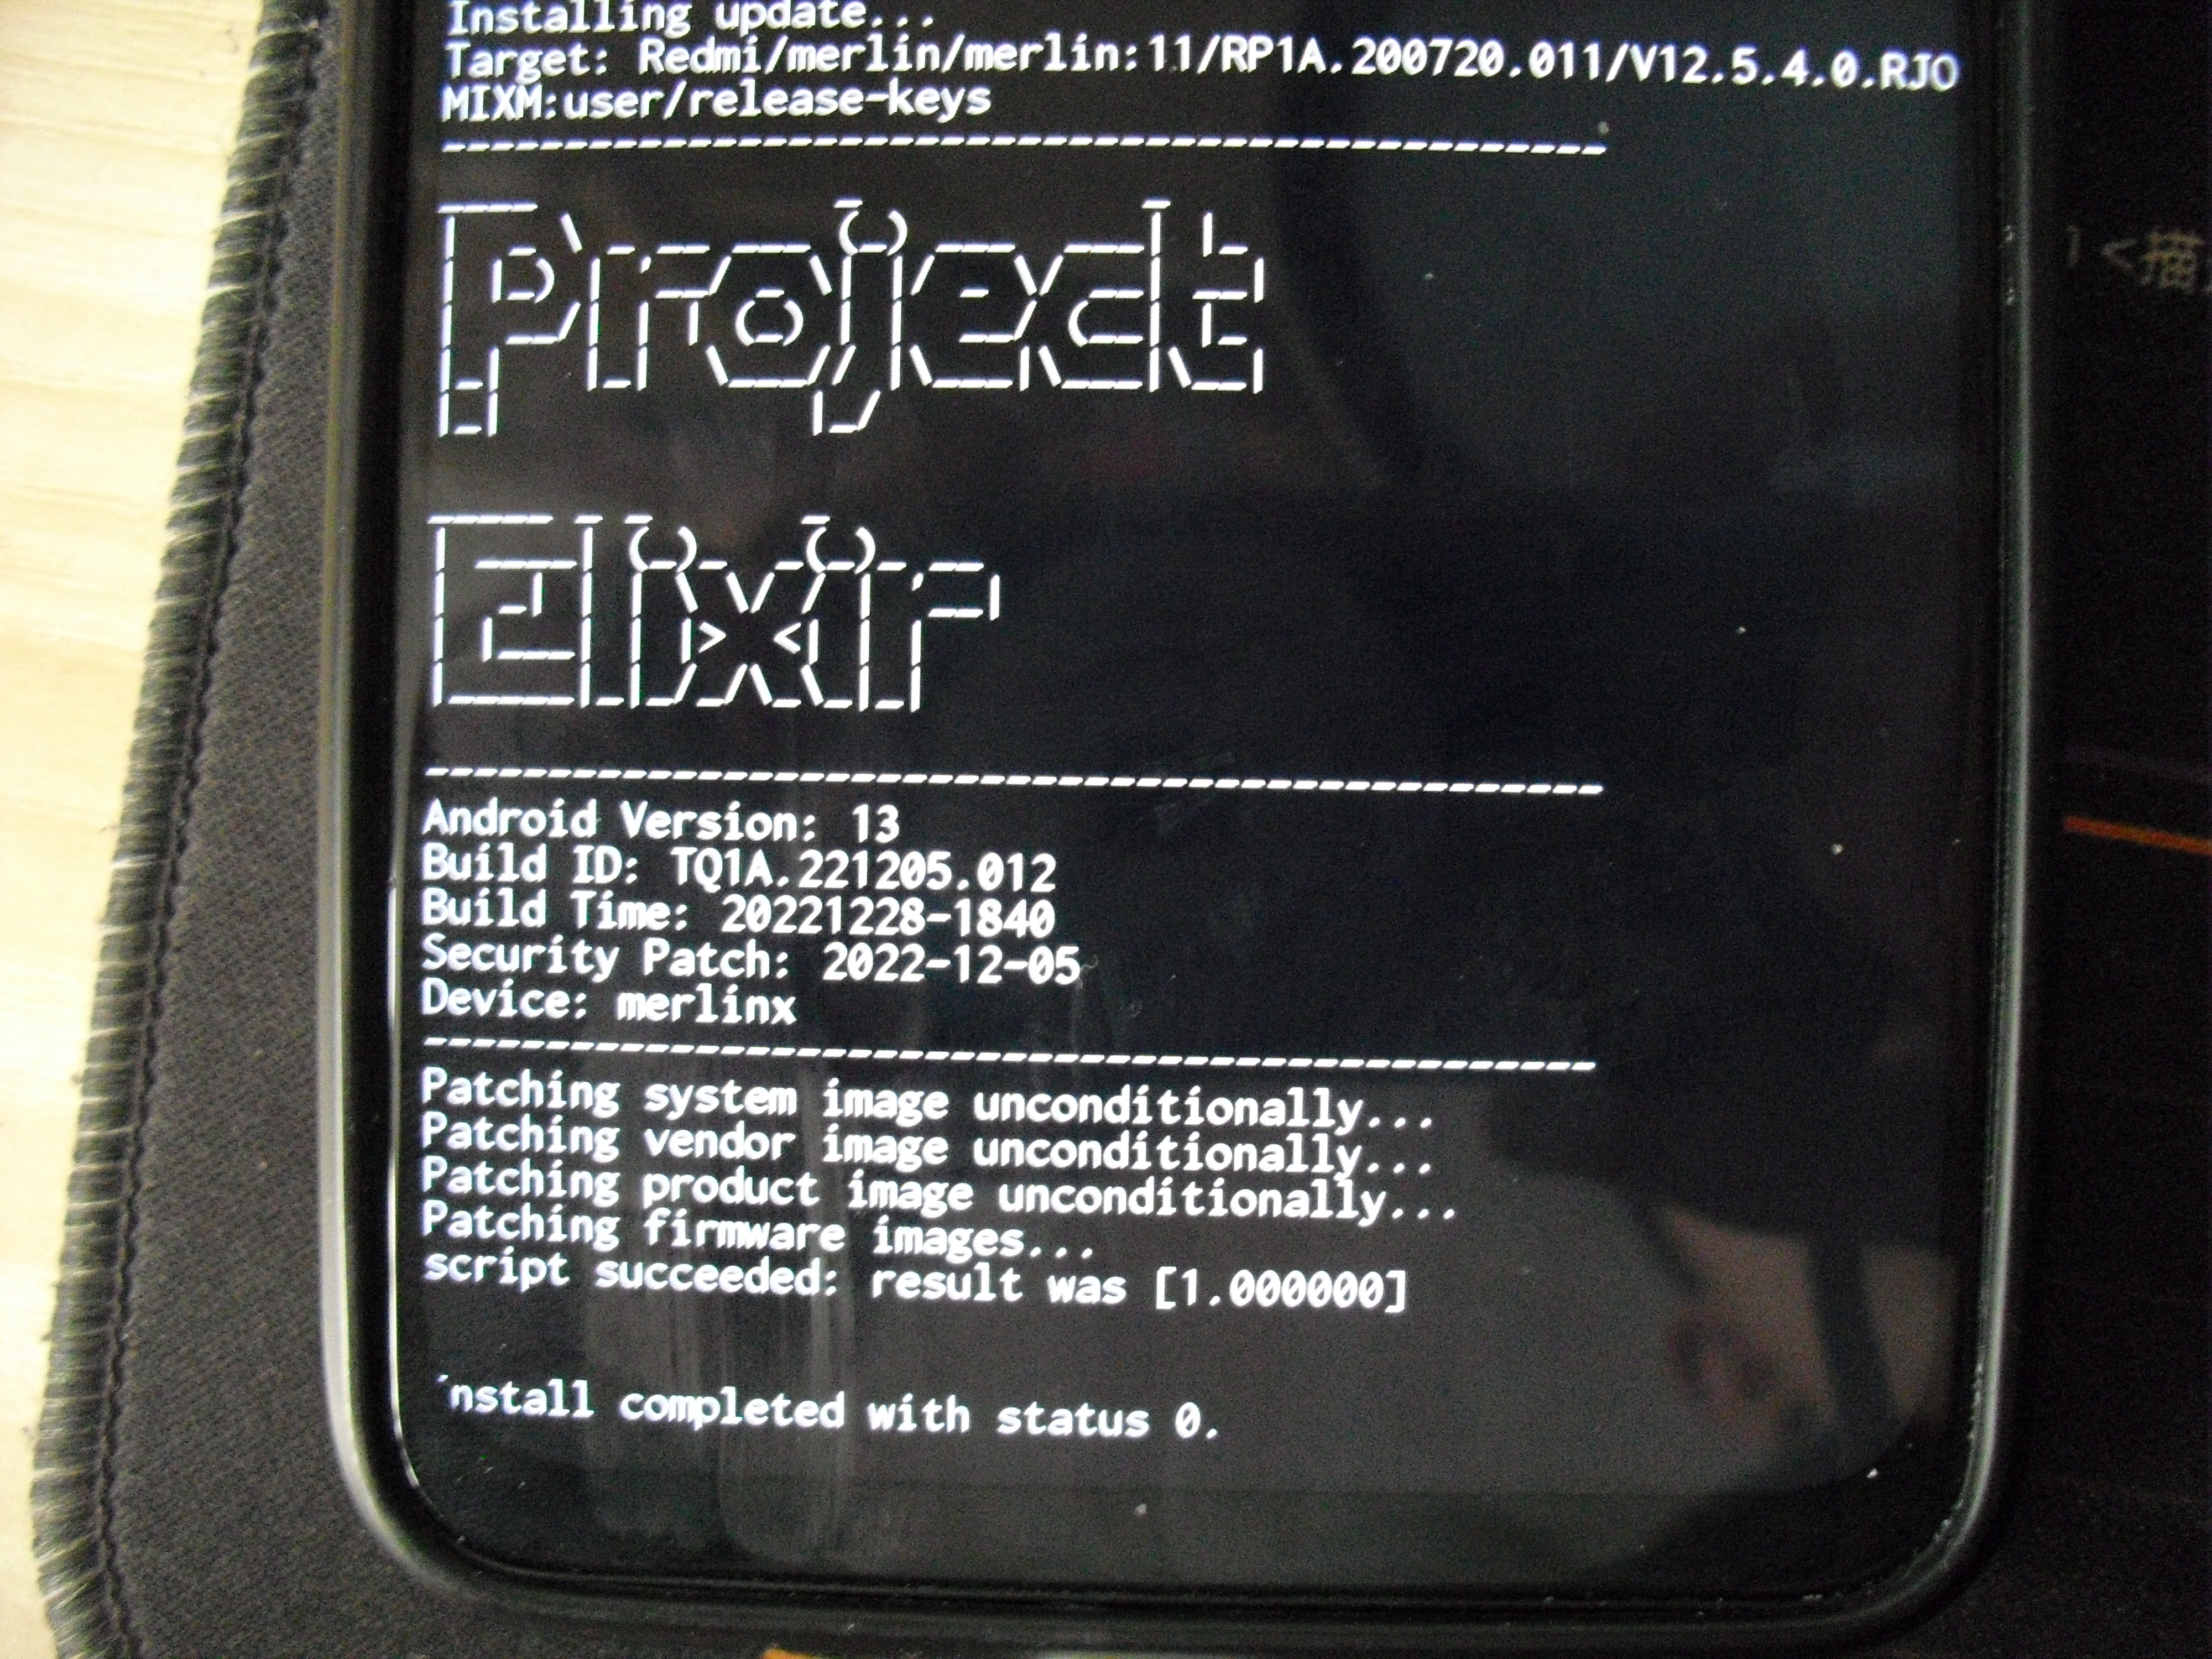 Installing update...
Target: Redmi/merlin/merlin:11/RP1A.200720.011/V12.5.4.0.RJO
MIXM:user/release-keys
Project
Elixir
Android Version: 13
Build ID: TQ1A.221205.012
Build Time: 20221228-1840
Security Patch: 2022-12-05
Device: merlinx
Patching system image unconditionally...
Patching vendor image unconditionally...
Patching product image unconditionally...
Patching firmware images...
script succeeded: result was [1.000000]
nstall completed with status 0.
<描